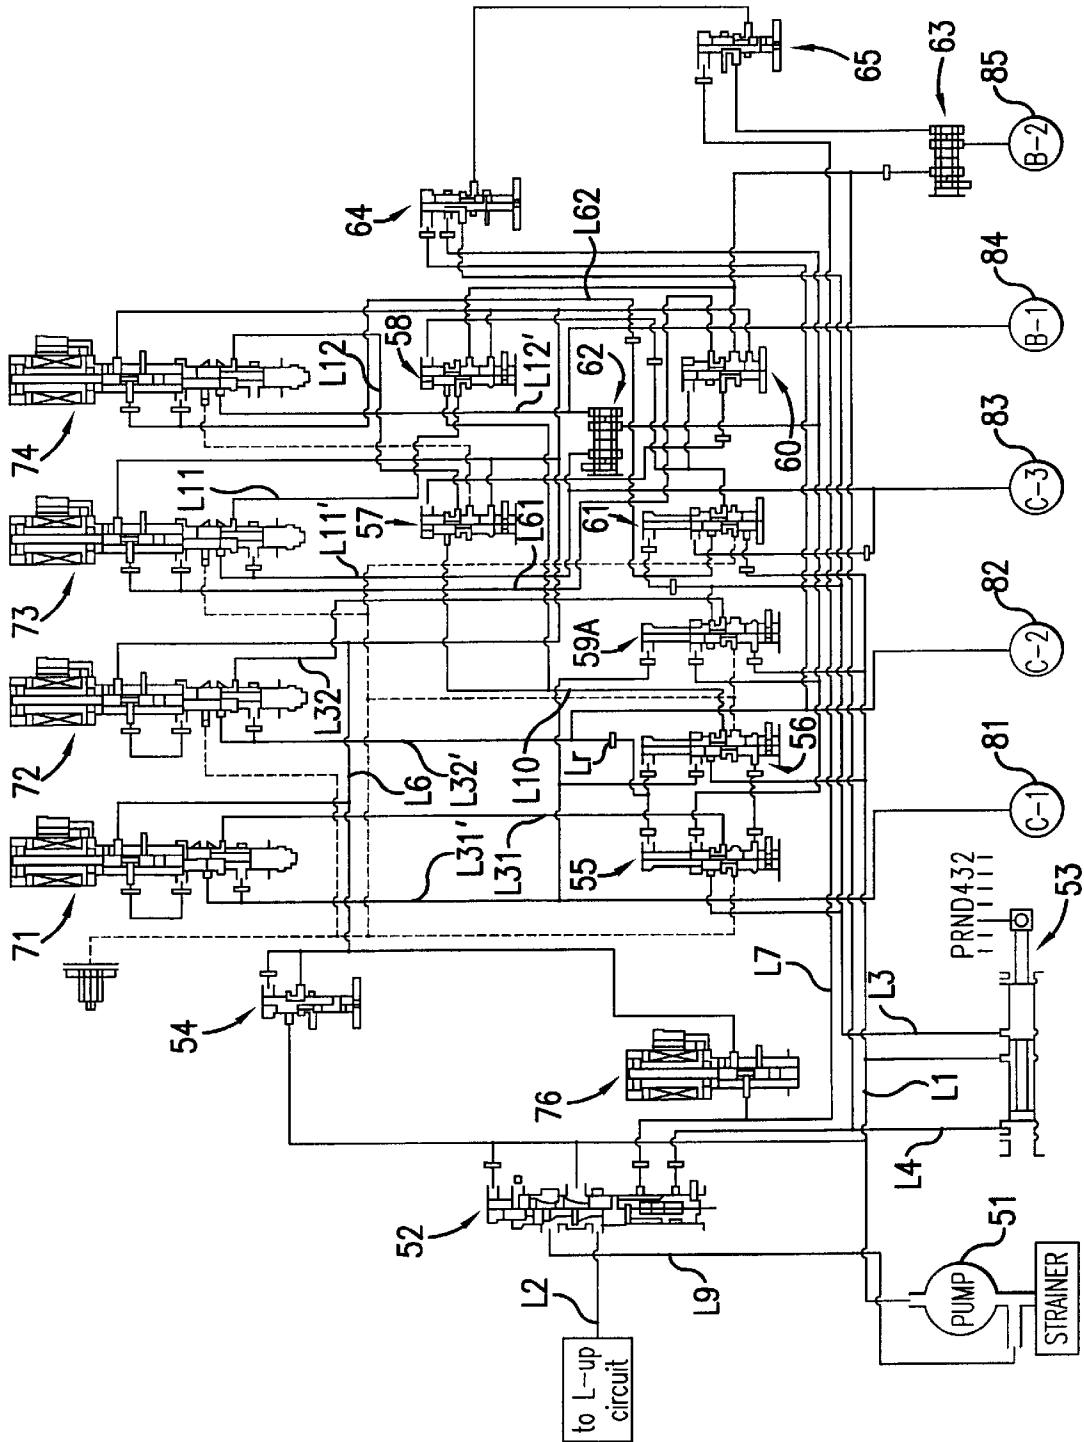 74
73
72
71
54
76
52
64
65
63
B-2
85
L62
58
L12
L12'
62
60
B-1
84
L11
L11'
57
L61
61
C-3
83
59A
L32
L32'
L6
Lr
L10
56
C-2
82
L31'
L31
55
C-1
81
PRND432
53
L7
L3
L1
L4
L2
L9
51
PUMP
STRAINER
to L-up
circuit